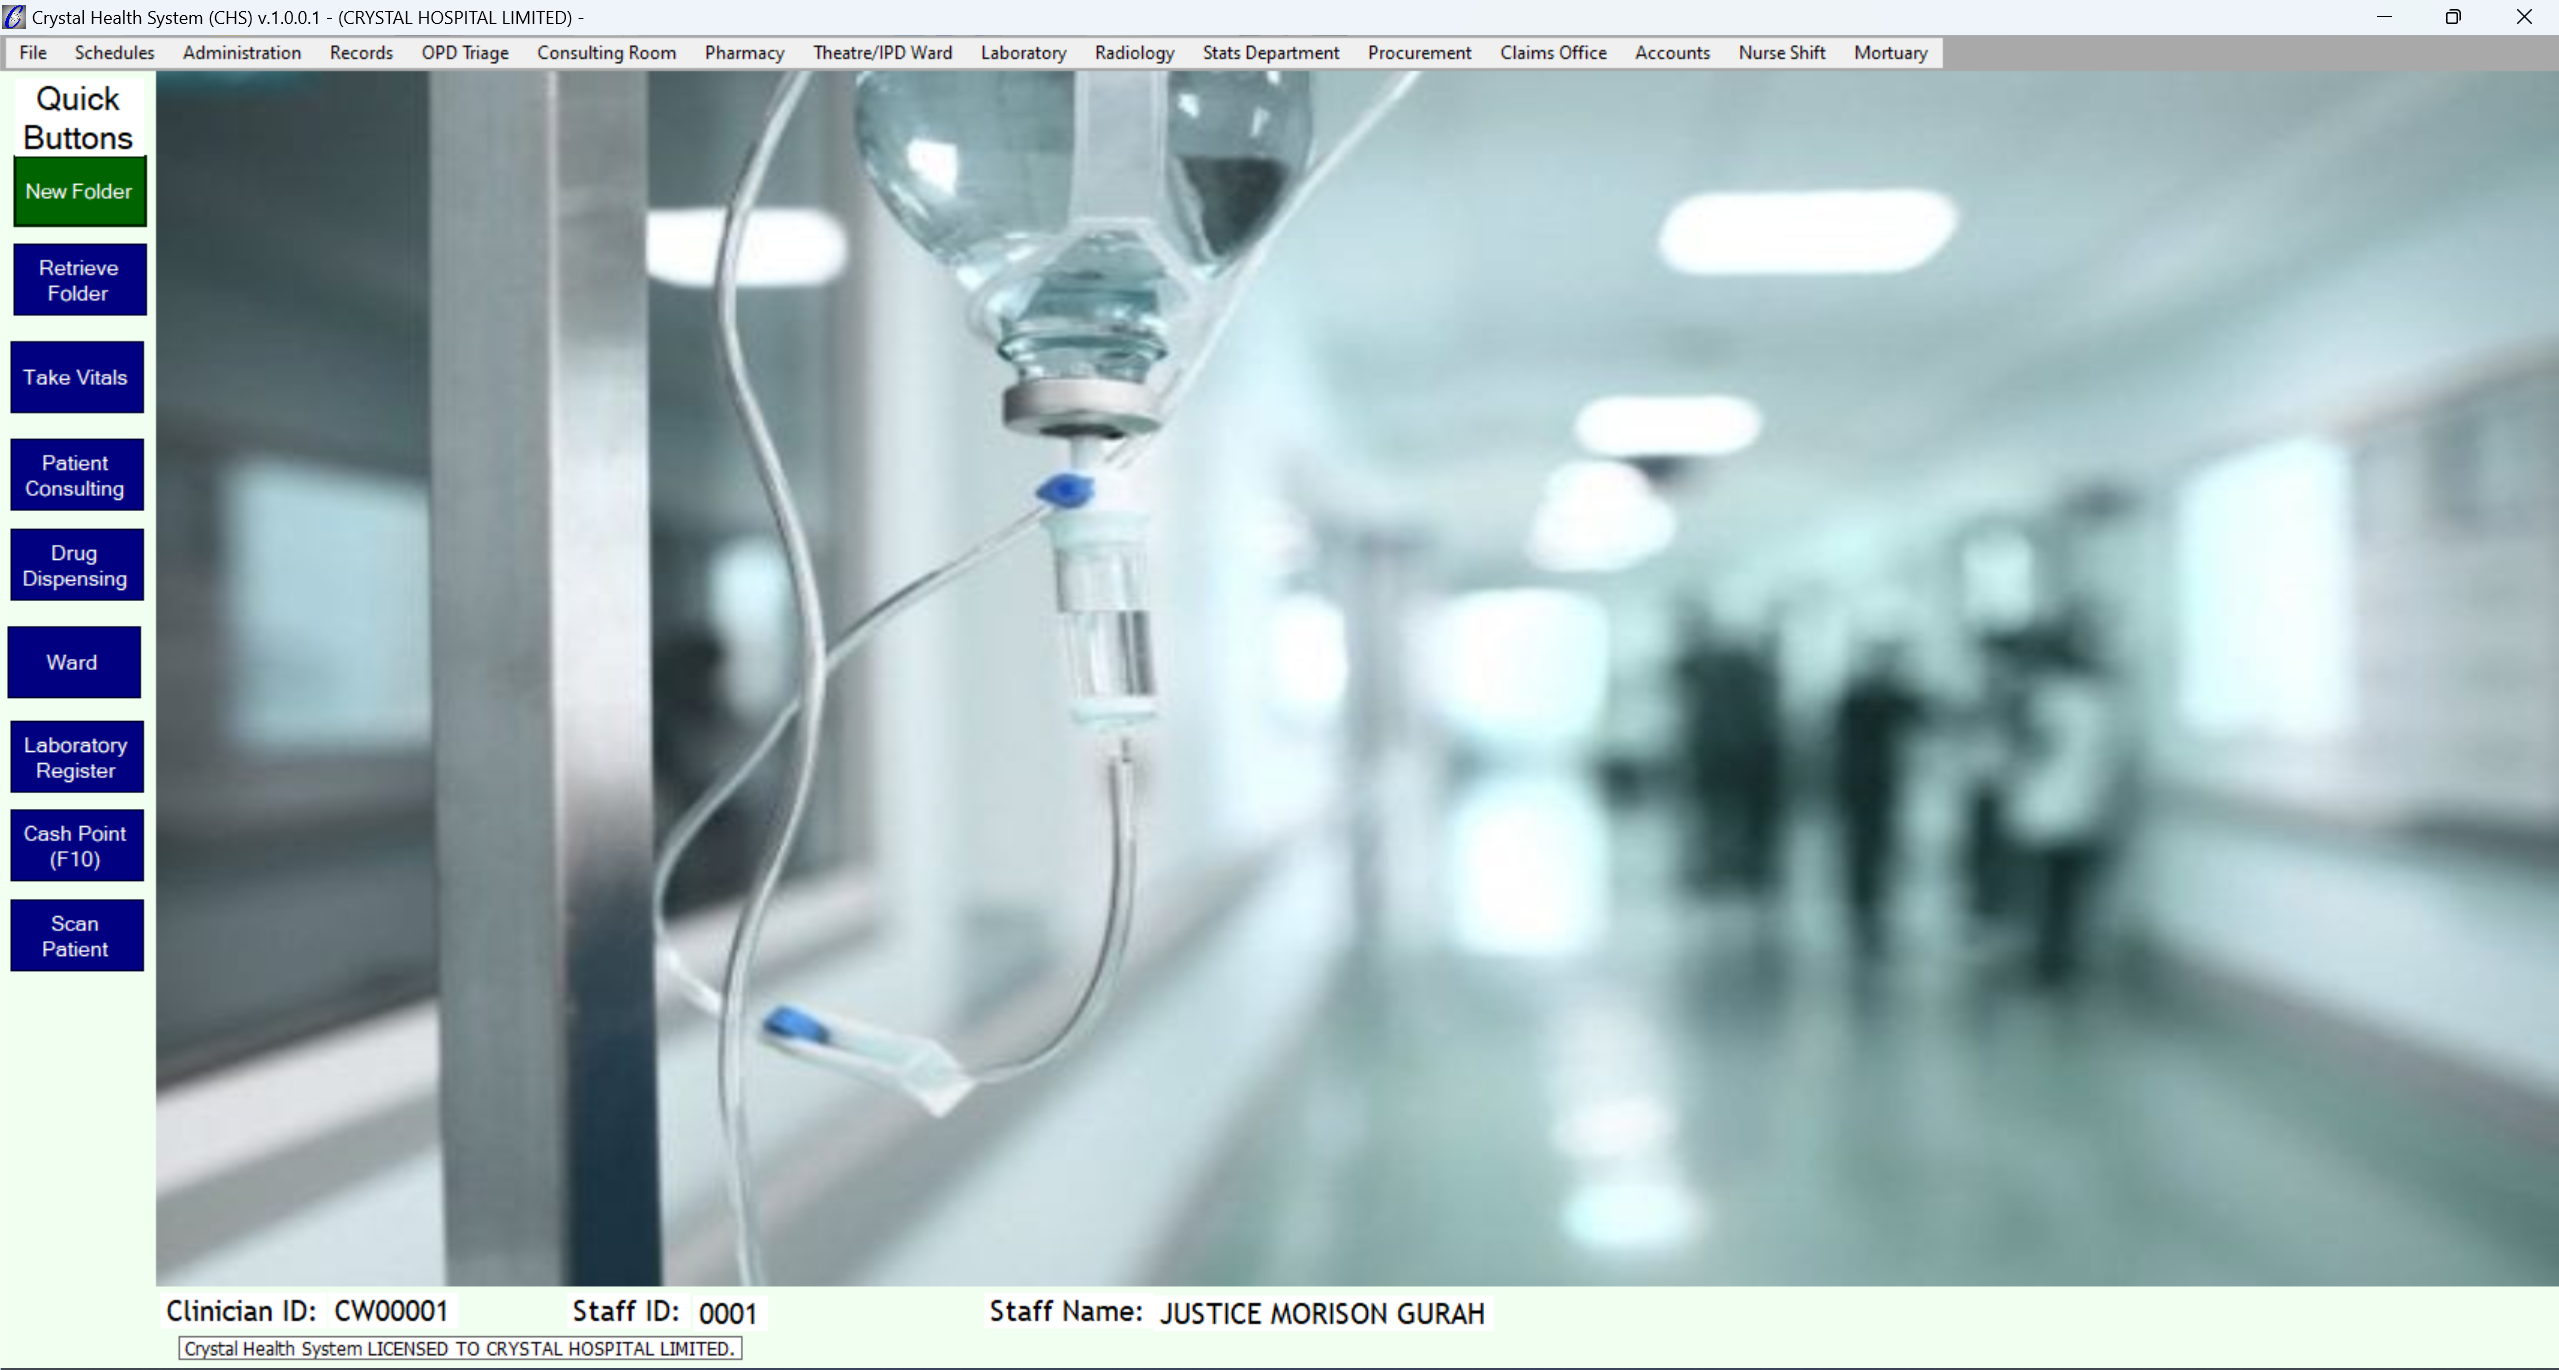 Crystal Health System (CHS) v.1.0.0.1 - (CRYSTAL HOSPITAL LIMITED) -
File Schedules Administration Records OPD Triage Consulting Room Pharmacy Theatre/IPD Ward Laboratory Radiology Stats Department Procurement Claims Office Accounts Nurse Shift Mortuary
Quick
Buttons
New Folder
Retrieve
Folder
Take Vitals
Patient
Consulting
Drug
Dispensing
Ward
Laboratory
Register
Cash Point
(F10)
Scan
Patient
Clinician ID: CW00001 Staff ID: 0001 Staff Name: JUSTICE MORISON GURAH
Crystal Health System LICENSED TO CRYSTAL HOSPITAL LIMITED.